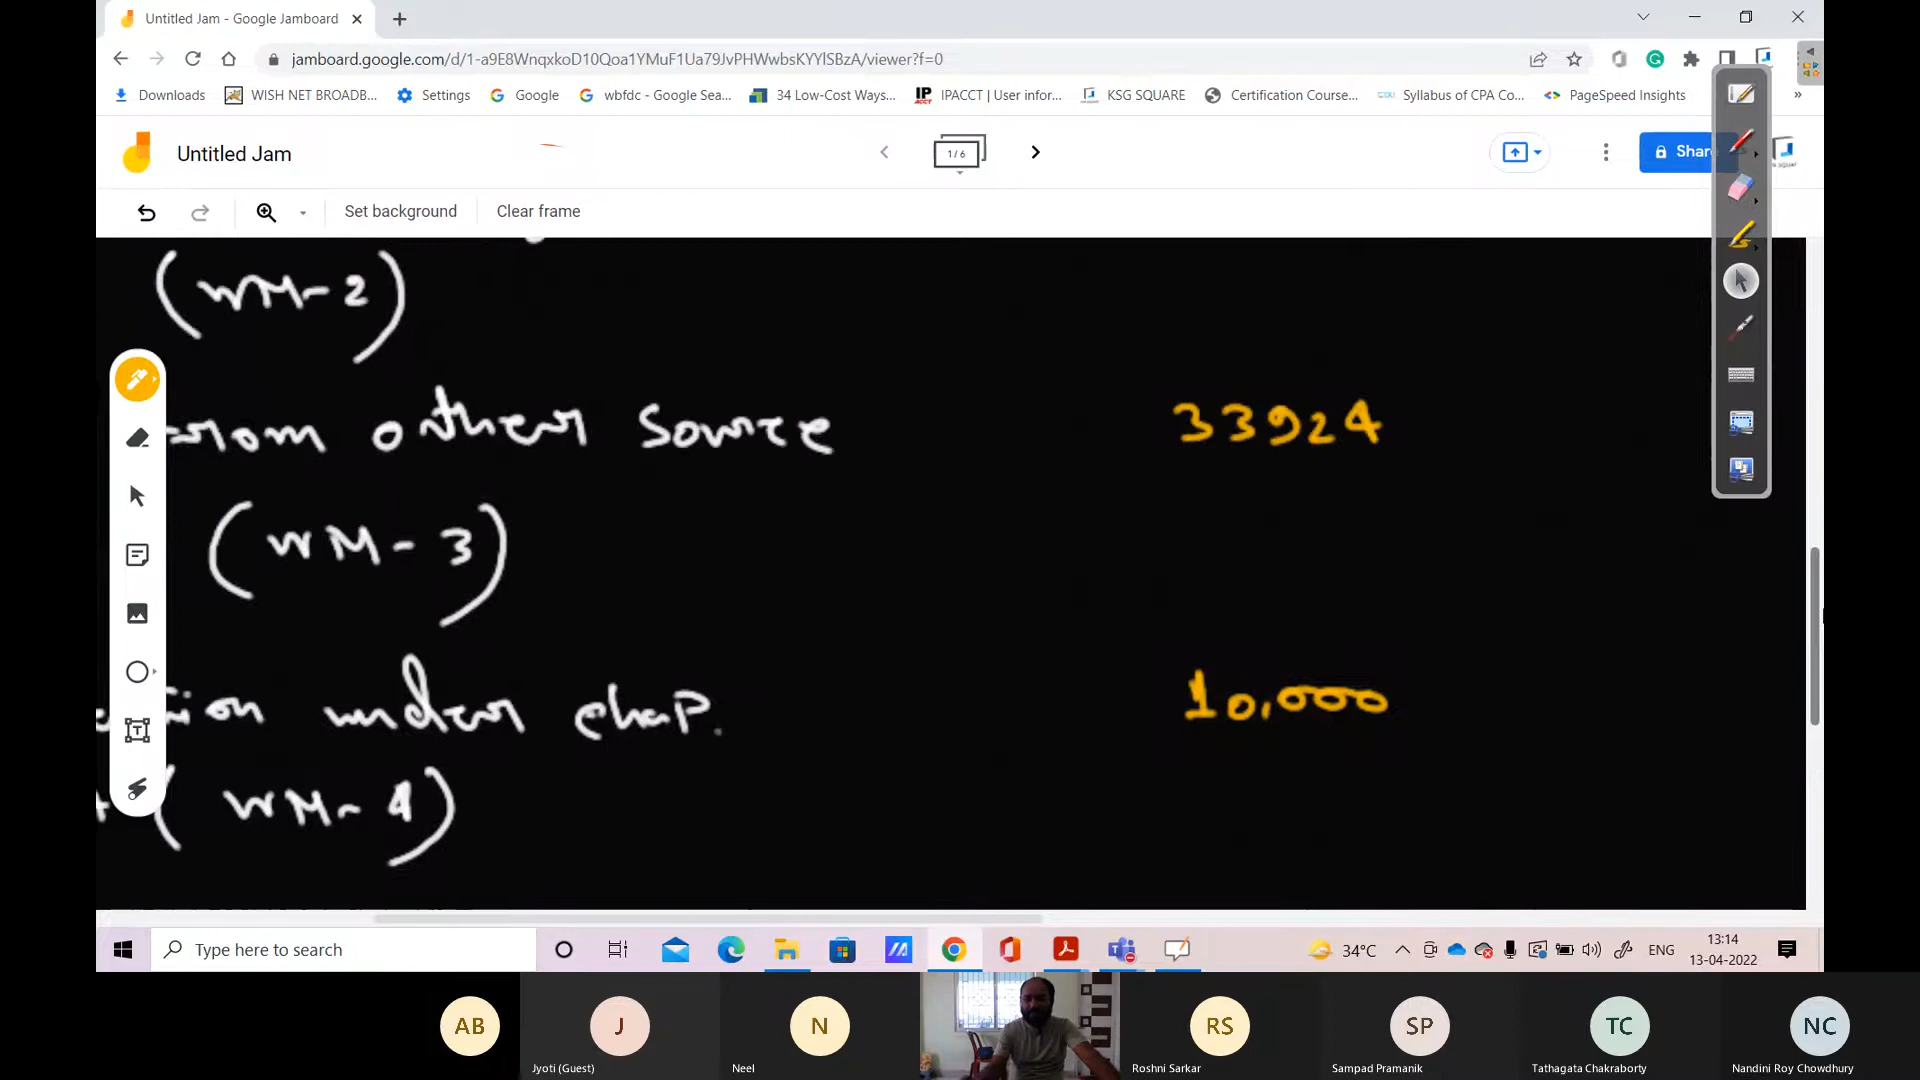 Untitled Jam - Google Jamboard
jamboard.google.com/d/1-a9E8WnqxkoD10Qoa1YMuF1Ua79JvPHWwbsKYYlSBzA/viewer?f=0
Downloads WISH NET BROADB... Settings Google wbfdc - Google Sea... 34 Low-Cost Ways... IPACCT | User infor... KSG SQUARE Certification Course... Syllabus of CPA Co... PageSpeed Insights »
Untitled Jam 1/6 Share
Set background Clear frame
(WM-2)
from other source 33924
(WM-3)
under chap. 10,000
(WM-4)
Type here to search 34°C ENG 13:14
13-04-2022
AB J N RS SP TC NC
Jyoti (Guest) Neel Roshni Sarkar Sampad Pramanik Tathagata Chakraborty Nandini Roy Chowdhury